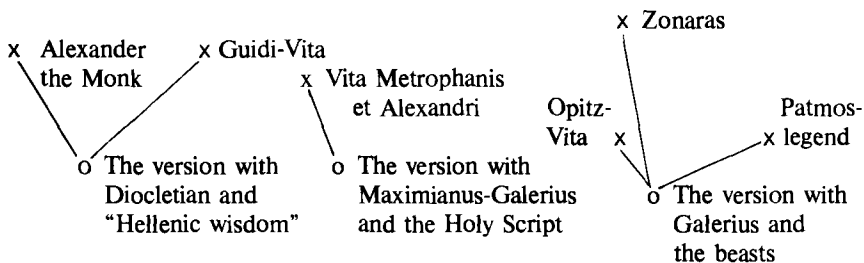 x Zonaras
x Alexander
the Monk
x Guidi-Vita
x Vita Metrophanis
et Alexandri
Opitz-
Vita x
Patmos-
x legend
o The version with
Diocletian and
"Hellenic wisdom"
o The version with
Maximianus-Galerius
and the Holy Script
o The version with
Galerius and
the beasts